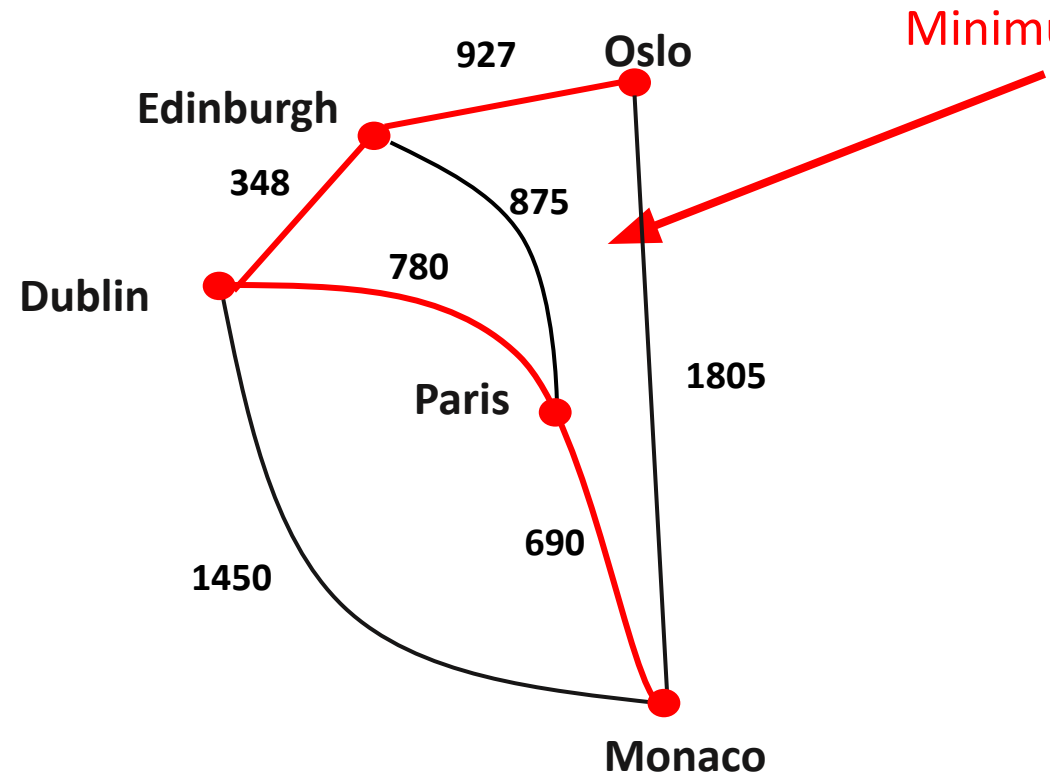 Minimu
927
Oslo
Edinburgh
348
875
780
Dublin
1805
Paris
690
1450
Monaco